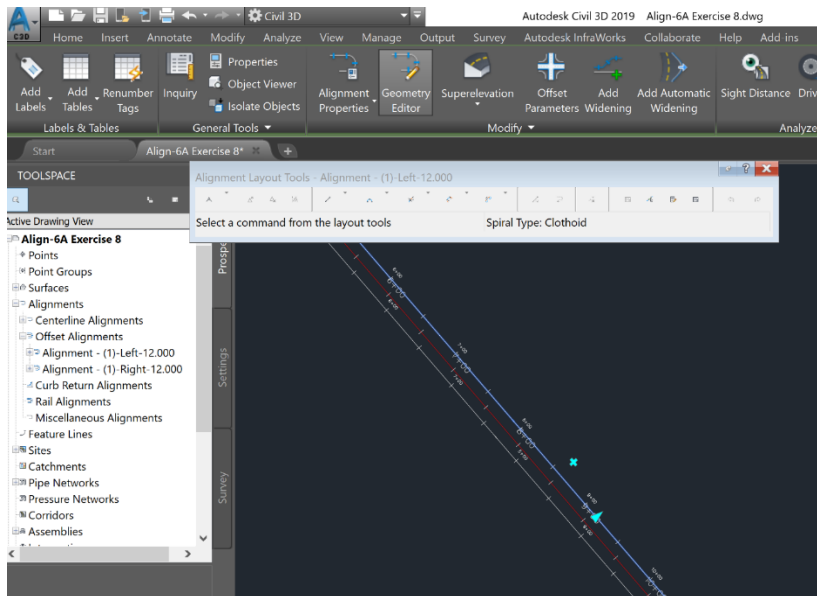 C3D
Civil 3D
Autodesk Civil 3D 2019 Align-6A Exercise 8.dwg
Home Insert Annotate Modify Analyze View Manage Output Survey Autodesk InfraWorks Collaborate Help Add-ins
Add Labels
Add Tables
Renumber Tags
Inquiry
Properties
Object Viewer
Isolate Objects
Alignment Properties
Geometry Editor
Superelevation
Offset Parameters
Add Widening
Add Automatic Widening
Sight Distance
Driv
Labels & Tables
General Tools
Modify
Analyze
Start
Align-6A Exercise 8*
TOOLSPACE
Active Drawing View
Alignment Layout Tools - Alignment - (1)-Left-12.000
Select a command from the layout tools
Spiral Type: Clothoid
Align-6A Exercise 8
Points
Point Groups
Surfaces
Alignments
Centerline Alignments
Offset Alignments
Alignment - (1)-Left-12.000
Alignment - (1)-Right-12.000
Curb Return Alignments
Rail Alignments
Miscellaneous Alignments
Feature Lines
Sites
Catchments
Pipe Networks
Pressure Networks
Corridors
Assemblies
Prospe
Settings
Survey